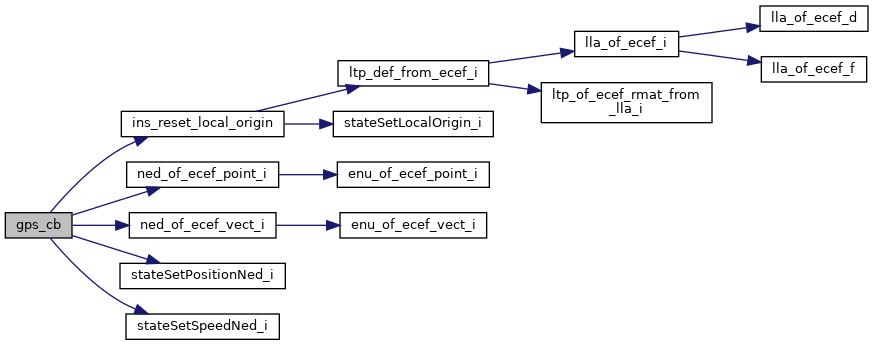 gps_cb
ins_reset_local_origin
ned_of_ecef_point_i
ned_of_ecef_vect_i
stateSetPositionNed_i
stateSetSpeedNed_i
ltp_def_from_ecef_i
stateSetLocalOrigin_i
enu_of_ecef_point_i
enu_of_ecef_vect_i
lla_of_ecef_i
ltp_of_ecef_rmat_from
_lla_i
lla_of_ecef_d
lla_of_ecef_f